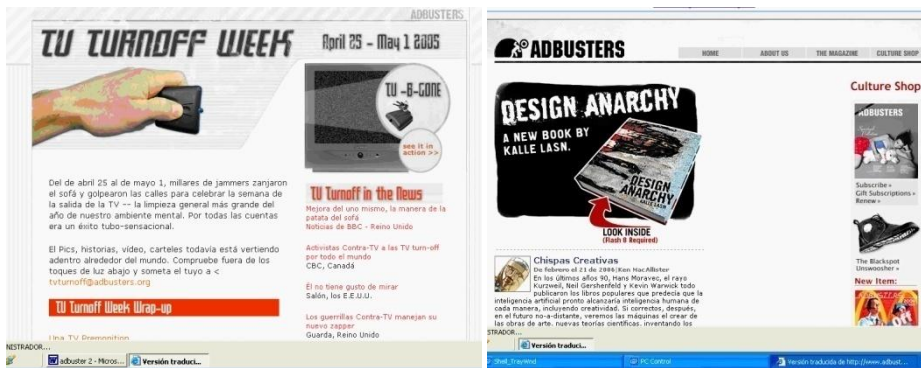 ADBUSTERS
TV TURNOFF WEEK
April 25 - May 1 2005
TV -B-GONE
see it in
action >>
Del de abril 25 al de mayo 1, millares de jammers zanjaron
el sofá y golpearon las calles para celebrar la semana de
la salida de la TV -- la limpieza general más grande del
año de nuestro ambiente mental. Por todas las cuentas
era un éxito tubo-sensacional.
El Pics, historias, vídeo, carteles todavía está vertiendo
adentro alrededor del mundo. Compruebe fuera de los
toques de luz abajo y someta el tuyo a <
tvturnoff@adbusters.org
TV Turnoff Week Wrap-up
Una TV Premonition
TV Turnoff in the News
Mejora del uno mismo, la manera de la
patata del sofá
Noticias de BBC - Reino Unido
Activistas Contra-TV a las TV turn-off
por todo el mundo
CBC, Canadá
Él no tiene gusto de mirar
Salón, los E.E.U.U.
Los guerrillas Contra-TV manejan su
nuevo zapper
Guarda, Reino Unido
NISTRADOR...
adbuster 2 - Micros...
Versión traduci...
ADBUSTERS
HOME
ABOUT US
THE MAGAZINE
CULTURE SHOP
DESIGN ANARCHY
A NEW BOOK BY
KALLE LASN.
DESIGN
ANARCHY
LOOK INSIDE
(Flash 8 Required)
Chispas Creativas
De febrero el 21 de 2006|Ken MacAllister
En los últimos años 90, Hans Moravec, el rayo
Kurzweil, Neil Gershenfeld y Kevin Warwick todo
publicaron los libros populares que predecía que la
inteligencia artificial pronto alcanzaría inteligencia humana de
cada manera, incluyendo creatividad. Si correctos, después,
en el futuro no-a-distante, veremos las máquinas el crear de
las obras de arte, nuevas teorías científicas, inventando los
Culture Shop
ADBUSTERS
Subscribe »
Gift Subscriptions »
Renew »
The Blackspot
Unswoosher »
New Item:
ADBUSTERS
STRADOR...
Versión traduci...
Shell_TrayWnd
PC Control
Versión traducida de http://www.adbust...